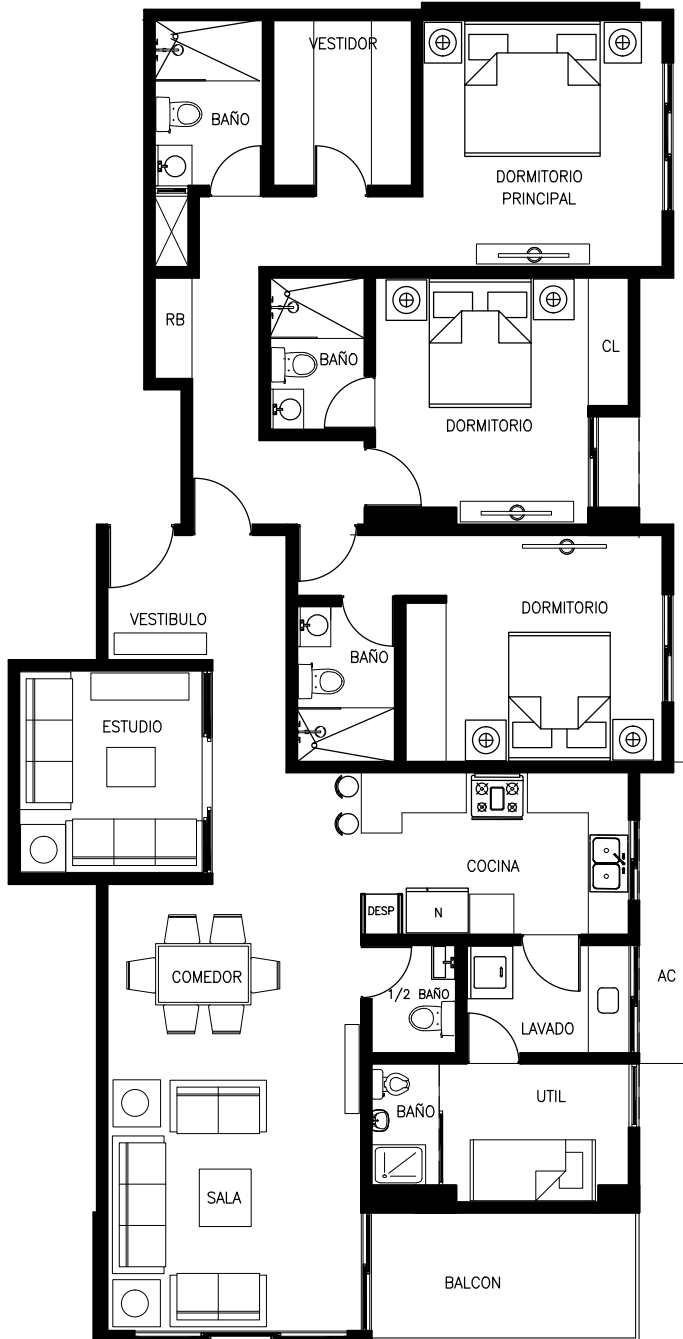 VESTIDOR
BAÑO
DORMITORIO
PRINCIPAL
RB
BAÑO
CL
DORMITORIO
VESTIBULO
DORMITORIO
BAÑO
ESTUDIO
COCINA
DESP
N
COMEDOR
1/2 BAÑO
LAVADO
AC
UTIL
BAÑO
SALA
BALCON